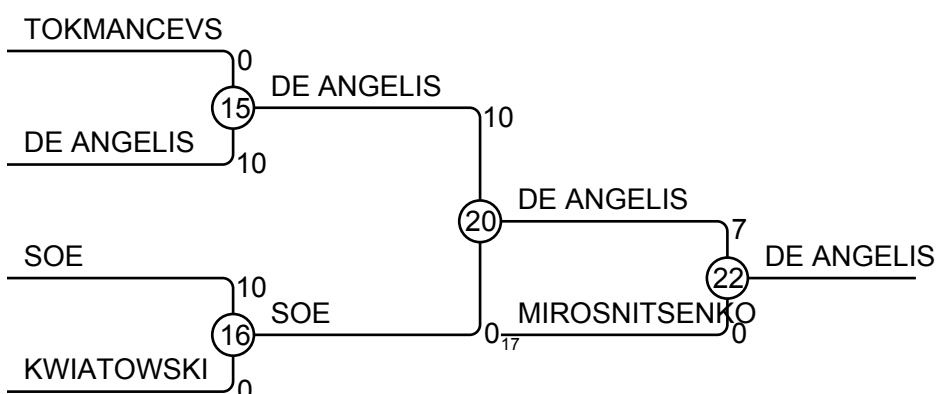 TOKMANCEVS
0
15
DE ANGELIS
10
DE ANGELIS
10
20
DE ANGELIS
7
22
DE ANGELIS
SOE
10
16
SOE
0
17
MIROSNITSENKO
0
KWIATOWSKI
0